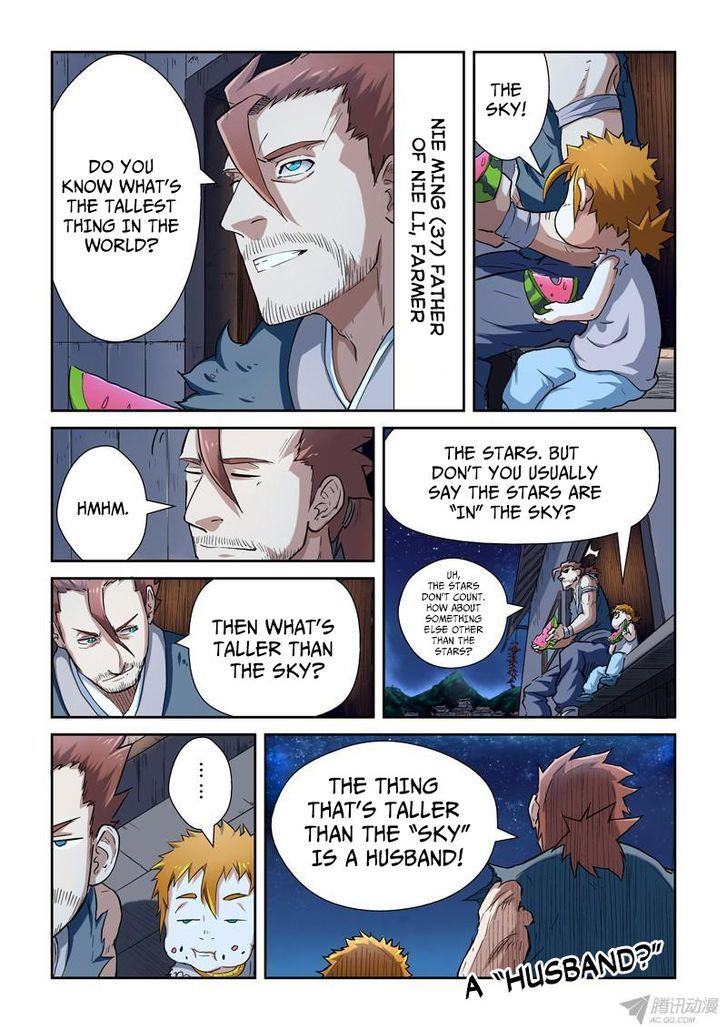 DO YOU
KNOW WHAT'S
THE TALLEST
THING IN THE
WORLD?
NIE MING (37) FATHER
OF NIE LI, FARMER
THE
SKY!
HMHM.
THE STARS. BUT
DON'T YOU USUALLY
SAY THE STARS ARE
"IN" THE SKY?
UH,
THE STARS
DON'T COUNT.
HOW ABOUT
SOMETHING
ELSE OTHER
THAN THE
STARS?
THEN WHAT'S
TALLER THAN
THE SKY?
......
THE THING
THAT'S TALLER
THAN THE "SKY"
IS A HUSBAND!
A "HUSBAND?"
腾讯动漫
AC.QQ.COM